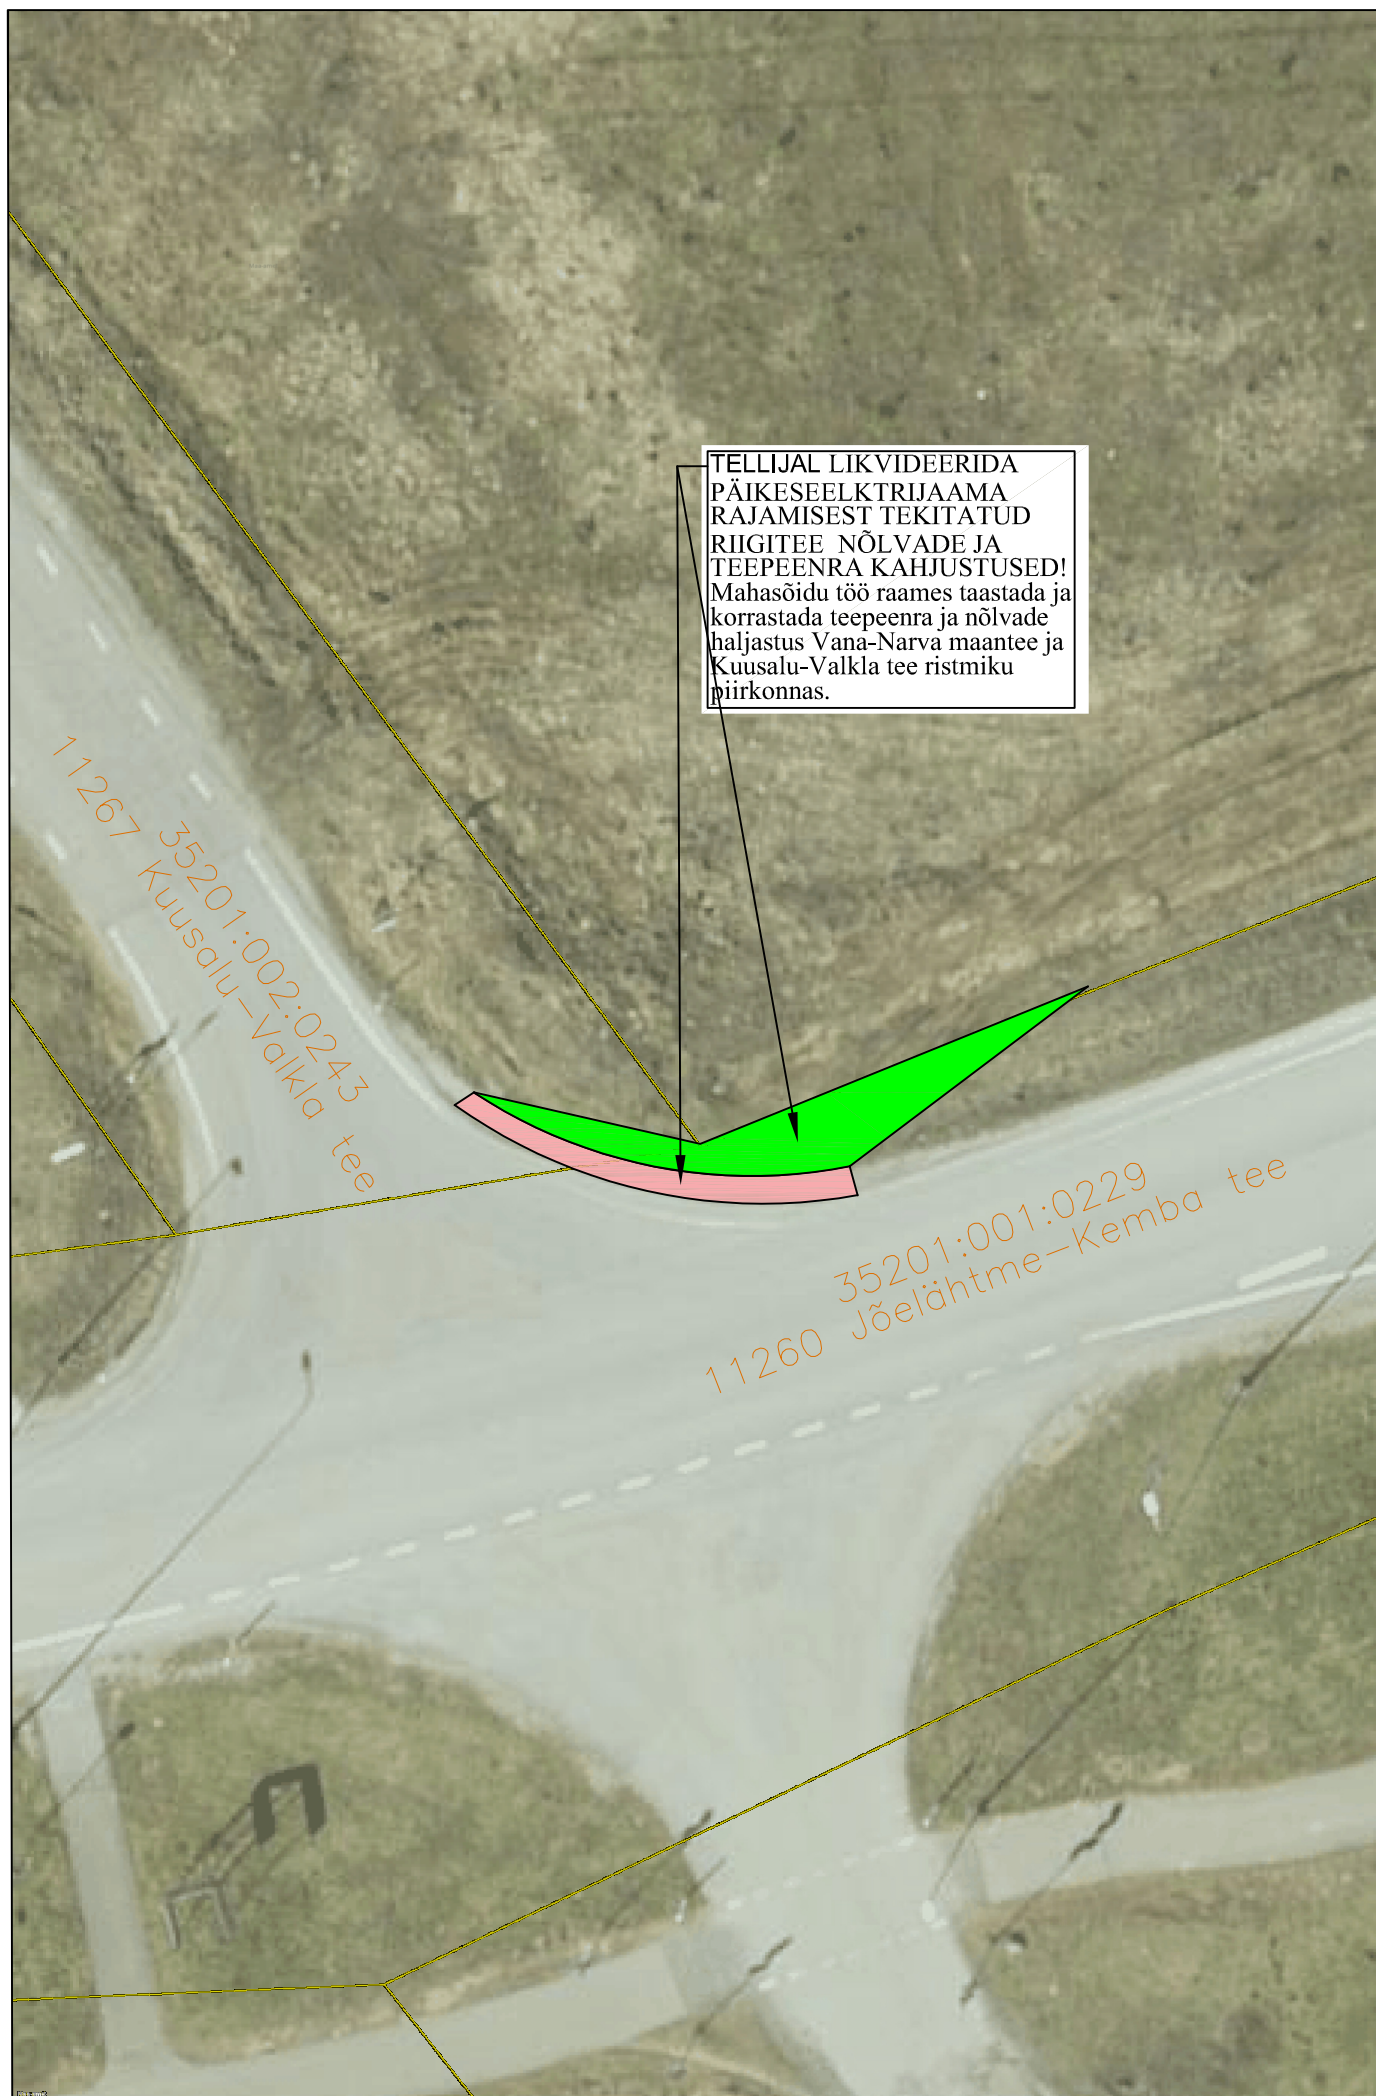 TELLIJAL LIKVIDEERIDA
PÄIKESEELKTRIJAAMA
RAJAMISEST TEKITATUD
RIIGITEE NÕLVADE JA
TEEPEENRA KAHJUSTUSED!
Mahasõidu töö raames taastada ja
korrastada teepeenra ja nõlvade
haljastus Vana-Narva maantee ja
Kuusalu-Valkla tee ristmiku
piirkonnas.
35201:002:0243
11267 Kuusalu-Valkla tee
35201:001:0229
11260 Jõelähtme-Kemba tee